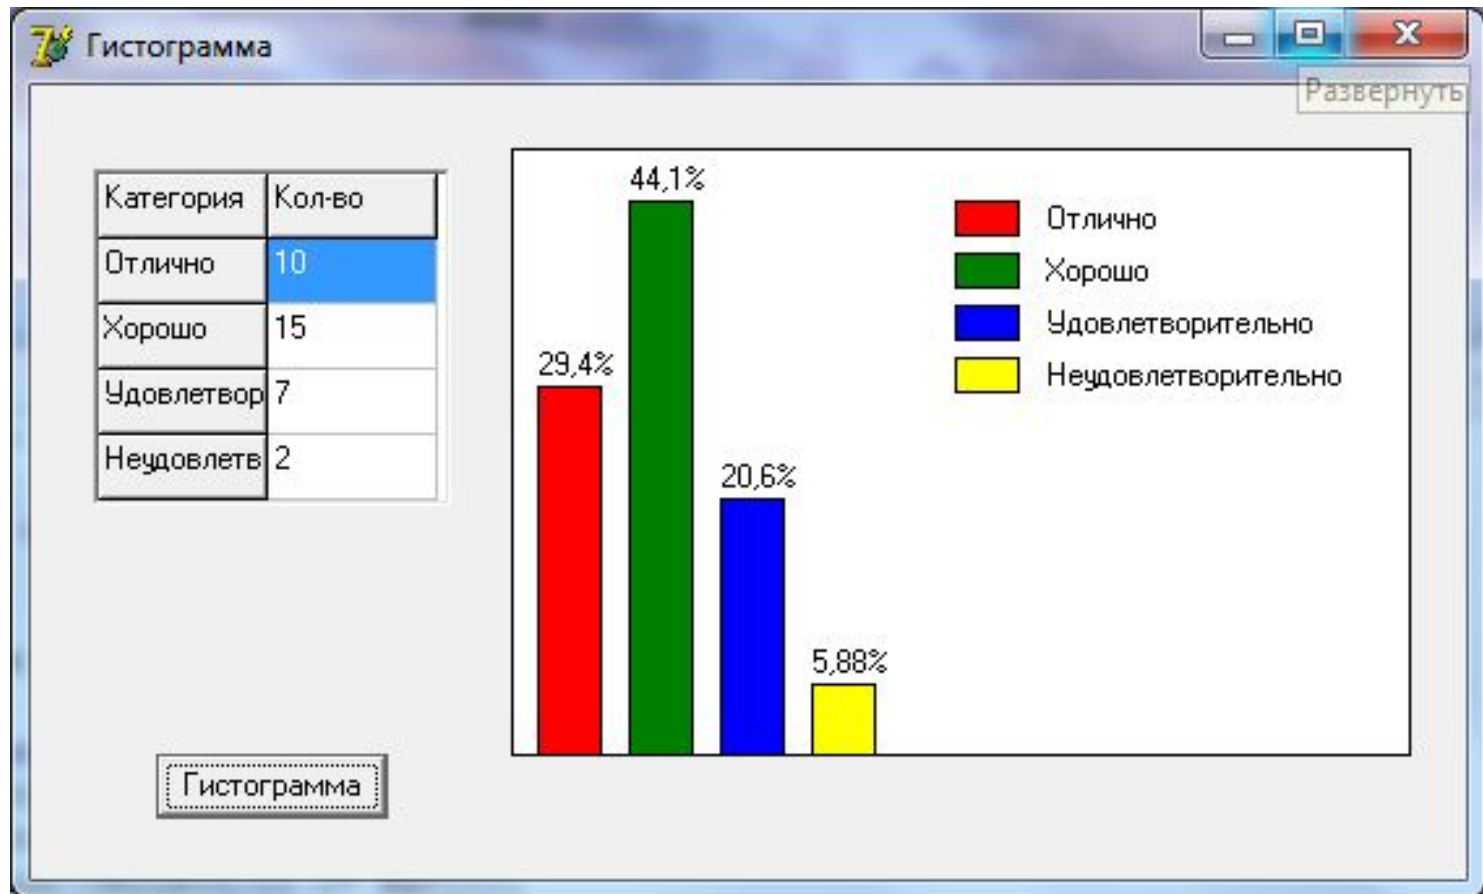 Гистограмма
Развернуть
Категория Кол-во
Отлично 10
Хорошо 15
Удовлетвор 7
Неудовлетв 2
Гистограмма
44,1%
29,4%
20,6%
5,88%
Отлично
Хорошо
Удовлетворительно
Неудовлетворительно